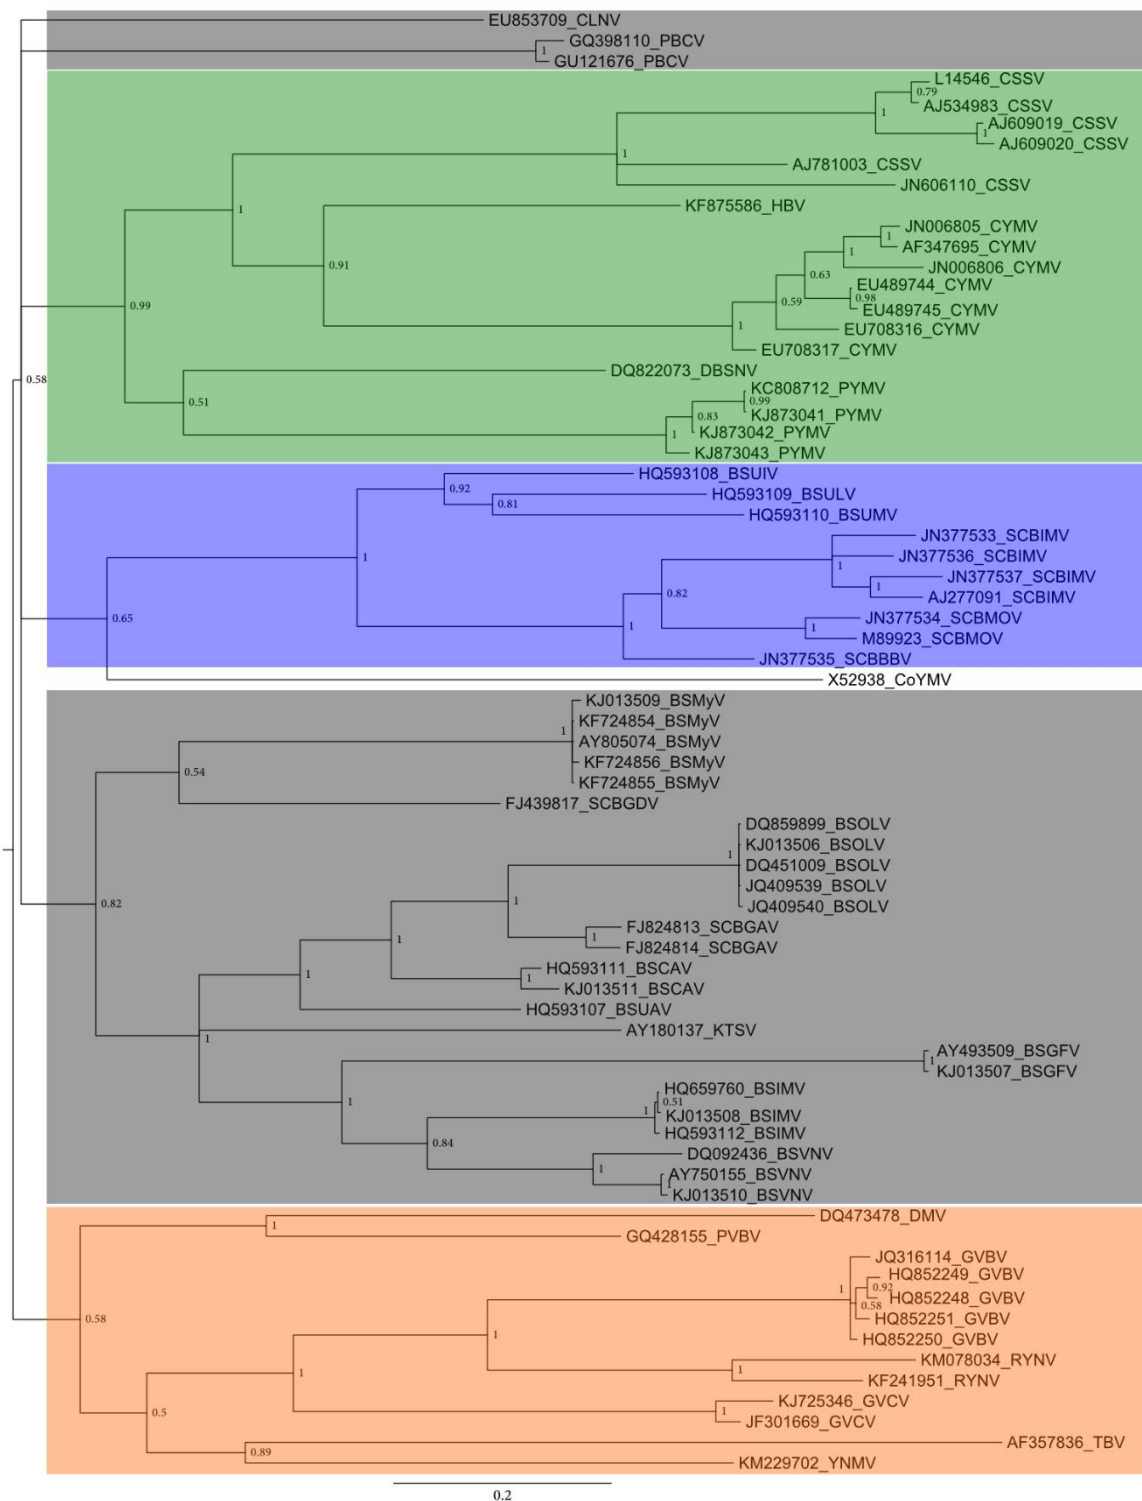 EU853709_CLNV
GQ398110_PBCV
1
GU121676_PBCV
L14546_CSSV
0.79
AJ534983_CSSV
1
AJ609019_CSSV
1
AJ609020_CSSV
1
AJ781003_CSSV
JN606110_CSSV
1
KF875586_HBV
JN006805_CYMV
1
AF347695_CYMV
1
0.91
JN006806_CYMV
0.63
EU489744_CYMV
0.98
0.59
0.99
EU489745_CYMV
1
EU708316_CYMV
EU708317_CYMV
DQ822073_DBSNV
0.58
KC808712_PYMV
0.99
0.51
KJ873041_PYMV
0.83
KJ873042_PYMV
1
KJ873043_PYMV
HQ593108_BSUIV
0.92
HQ593109_BSULV
0.81
HQ593110_BSUMV
JN377533_SCBIMV
1
JN377536_SCBIMV
1
JN377537_SCBIMV
1
0.82
AJ277091_SCBIMV
0.65
JN377534_SCBMOV
1
1
M89923_SCBMOV
JN377535_SCBBBV
X52938_CoYMV
KJ013509_BSMyV
KF724854_BSMyV
1
AY805074_BSMyV
KF724856_BSMyV
0.54
KF724855_BSMyV
FJ439817_SCBGDV
DQ859899_BSOLV
KJ013506_BSOLV
1
DQ451009_BSOLV
JQ409539_BSOLV
1
0.82
JQ409540_BSOLV
FJ824813_SCBGAV
1
1
FJ824814_SCBGAV
HQ593111_BSCAV
1
1
KJ013511_BSCAV
HQ593107_BSUAV
AY180137_KTSV
1
AY493509_BSGFV
1
KJ013507_BSGFV
HQ659760_BSIMV
1
0.51
1
KJ013508_BSIMV
HQ593112_BSIMV
0.84
DQ092436_BSVNV
1
AY750155_BSVNV
1
KJ013510_BSVNV
DQ473478_DMV
1
GQ428155_PVBV
JQ316114_GVBV
HQ852249_GVBV
1
0.92
HQ852248_GVBV
0.58
0.58
HQ852251_GVBV
1
HQ852250_GVBV
KM078034_RYNV
1
1
KF241951_RYNV
KJ725346_GVCV
0.5
1
JF301669_GVCV
AF357836_TBV
0.89
KM229702_YNMV
0.2